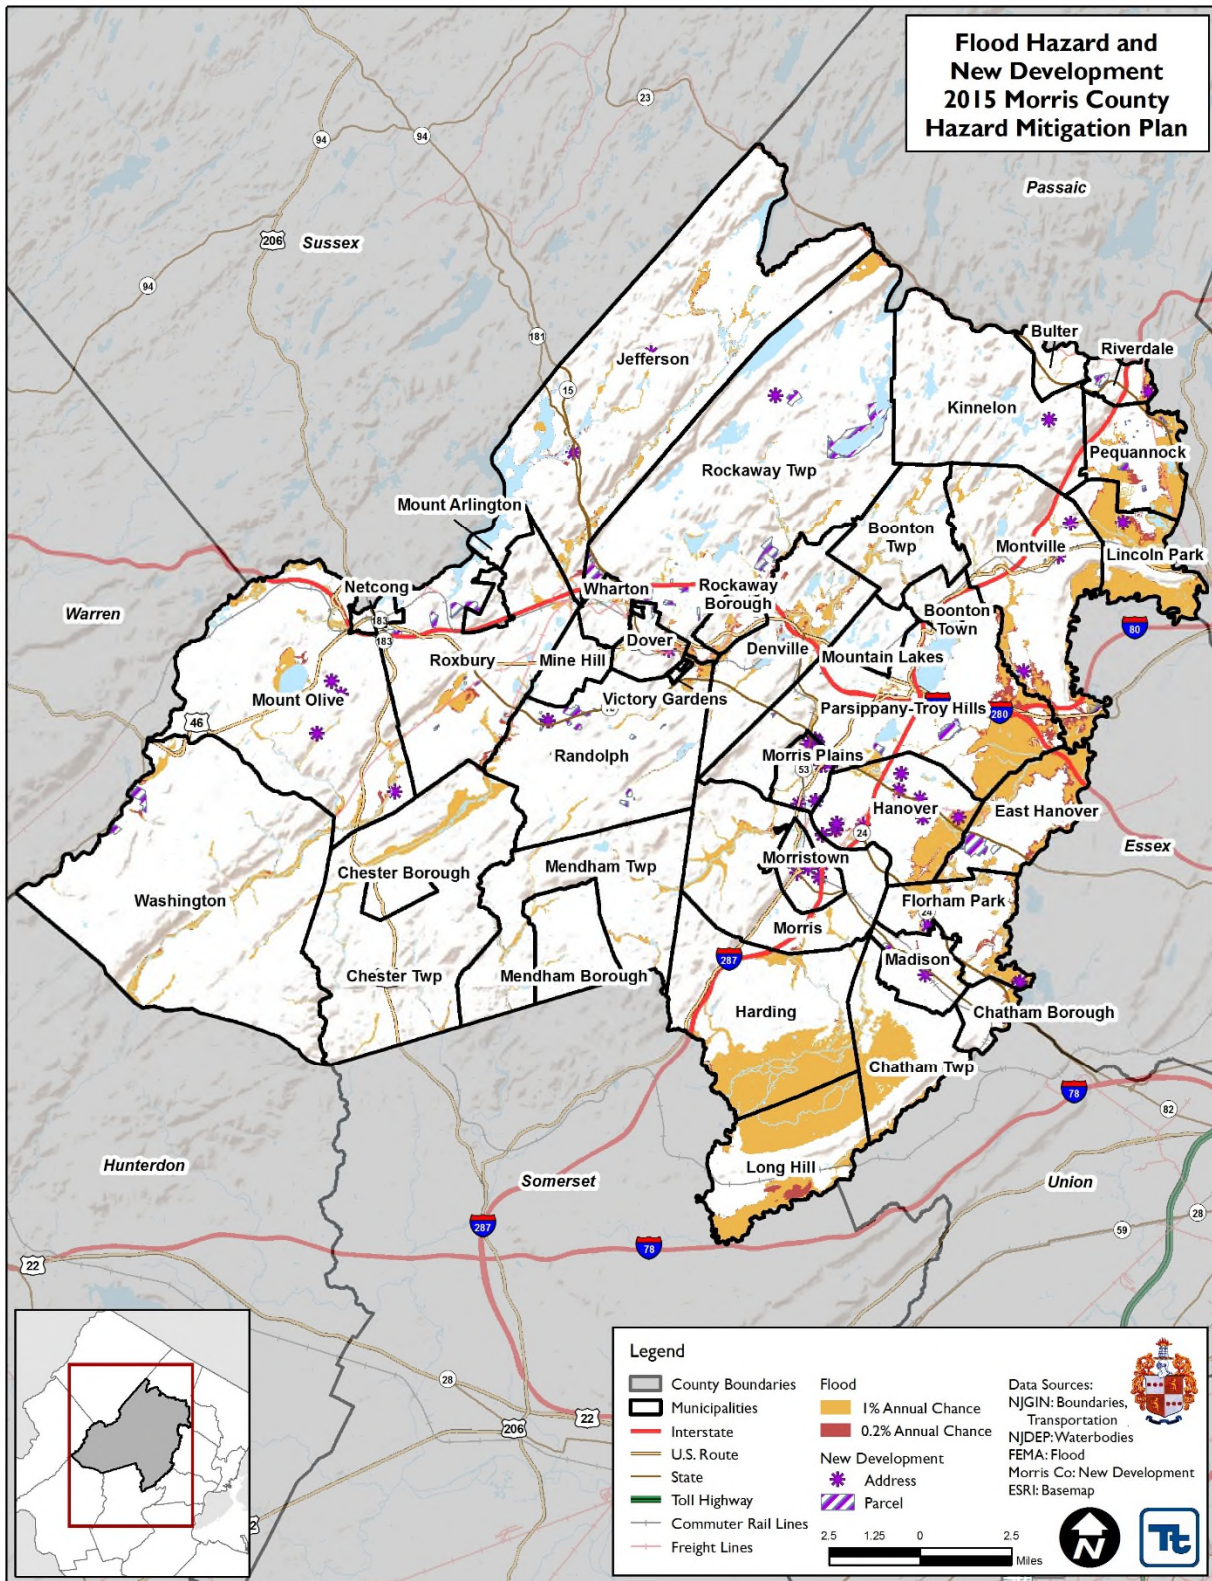 Flood Hazard and
New Development
2015 Morris County
Hazard Mitigation Plan
23
94
94
Passaic
206
Sussex
94
181
Bulter
Riverdale
Jefferson
15
Kinnelon
Pequannock
Rockaway Twp
Mount Arlington
Boonton
Twp
Montville
Lincoln Park
Netcong
Wharton
Rockaway
Borough
Boonton
Town
Warren
183
80
183
Dover
Roxbury
Mine Hill
Denville
Mountain Lakes
Mount Olive
Victory Gardens
Parsippany-Troy Hills
280
46
Randolph
Morris Plains
53
Hanover
East Hanover
24
Essex
Morristown
Chester Borough
Mendham Twp
Washington
Florham Park
24
Morris
287
Madison
Chester Twp
Mendham Borough
Harding
Chatham Borough
Chatham Twp
78
82
Hunterdon
Long Hill
Somerset
Union
28
287
59
78
22
28
22
206
Legend
County Boundaries
Municipalities
Interstate
U.S. Route
State
Toll Highway
Commuter Rail Lines
Freight Lines
Flood
1% Annual Chance
0.2% Annual Chance
New Development
Address
Parcel
2.5 1.25 0 2.5
Miles
Data Sources:
NJGIN: Boundaries,
Transportation
NJDEP: Waterbodies
FEMA: Flood
Morris Co: New Development
ESRI: Basemap
N
Tt